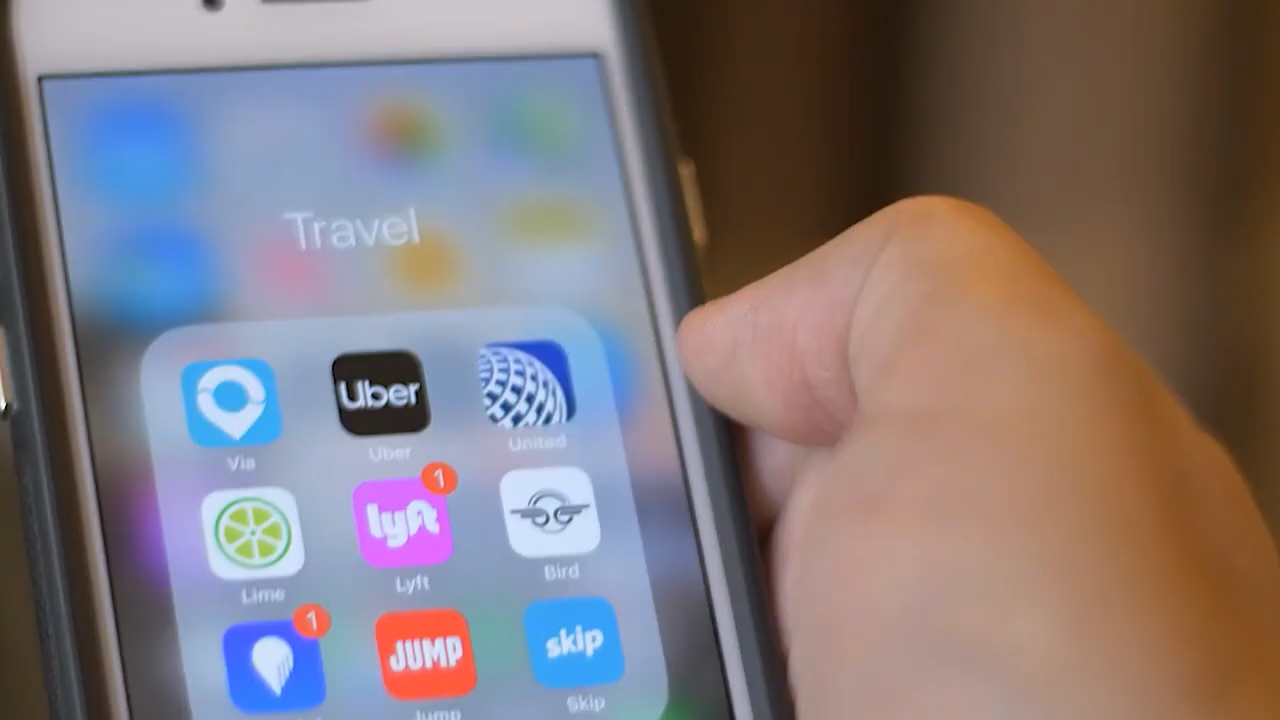 Travel
Uber
Via
Uber
United
1
lyft
Lime
Lyft
Bird
1
JUMP
skip
Jump
Skip